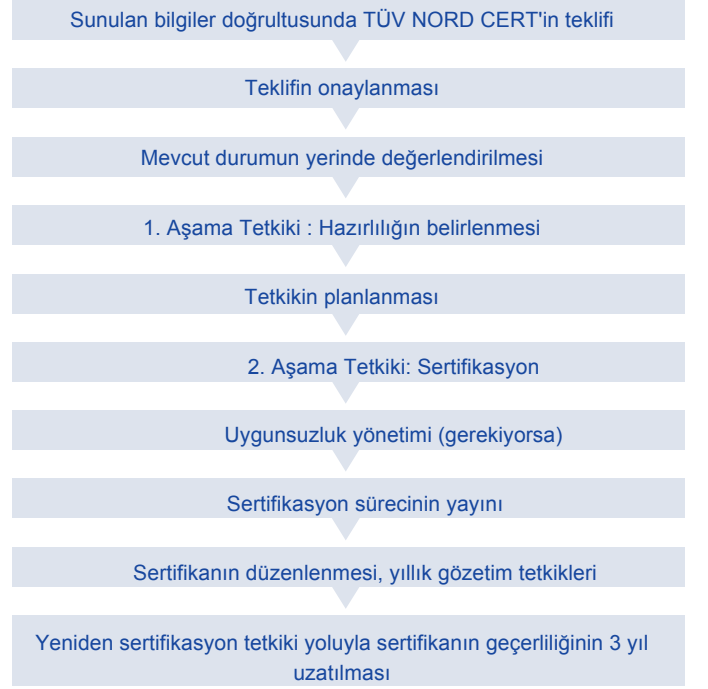 Sunulan bilgiler doğrultusunda TÜV NORD CERT'in teklifi
Teklifin onaylanması
Mevcut durumun yerinde değerlendirilmesi
1. Aşama Tetkiki : Hazırlılığın belirlenmesi
Tetkikin planlanması
2. Aşama Tetkiki: Sertifikasyon
Uygunsuzluk yönetimi (gerekiyorsa)
Sertifikasyon sürecinin yayını
Sertifikanın düzenlenmesi, yıllık gözetim tetkikleri
Yeniden sertifikasyon tetkiki yoluyla sertifikanın geçerliliğinin 3 yıl
uzatılması